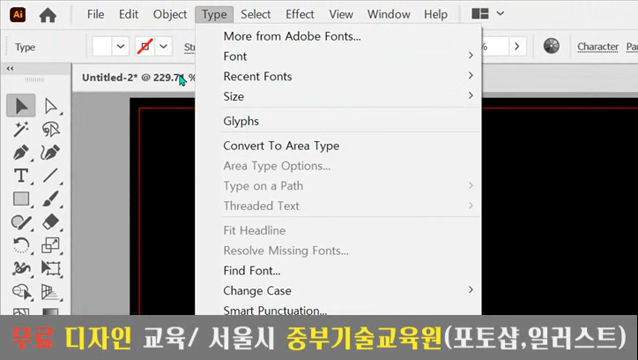 Ai File Edit Object Type Select Effect View Window Help
Type
% Character
Untitled-2* @ 229.71 %
More from Adobe Fonts...
Font
Recent Fonts
Size
Glyphs
Convert To Area Type
Area Type Options...
Type on a Path
Threaded Text
Fit Headline
Resolve Missing Fonts...
Find Font...
Change Case
Smart Punctuation...
무료 디자인 교육/ 서울시 중부기술교육원(포토샵,일러스트)